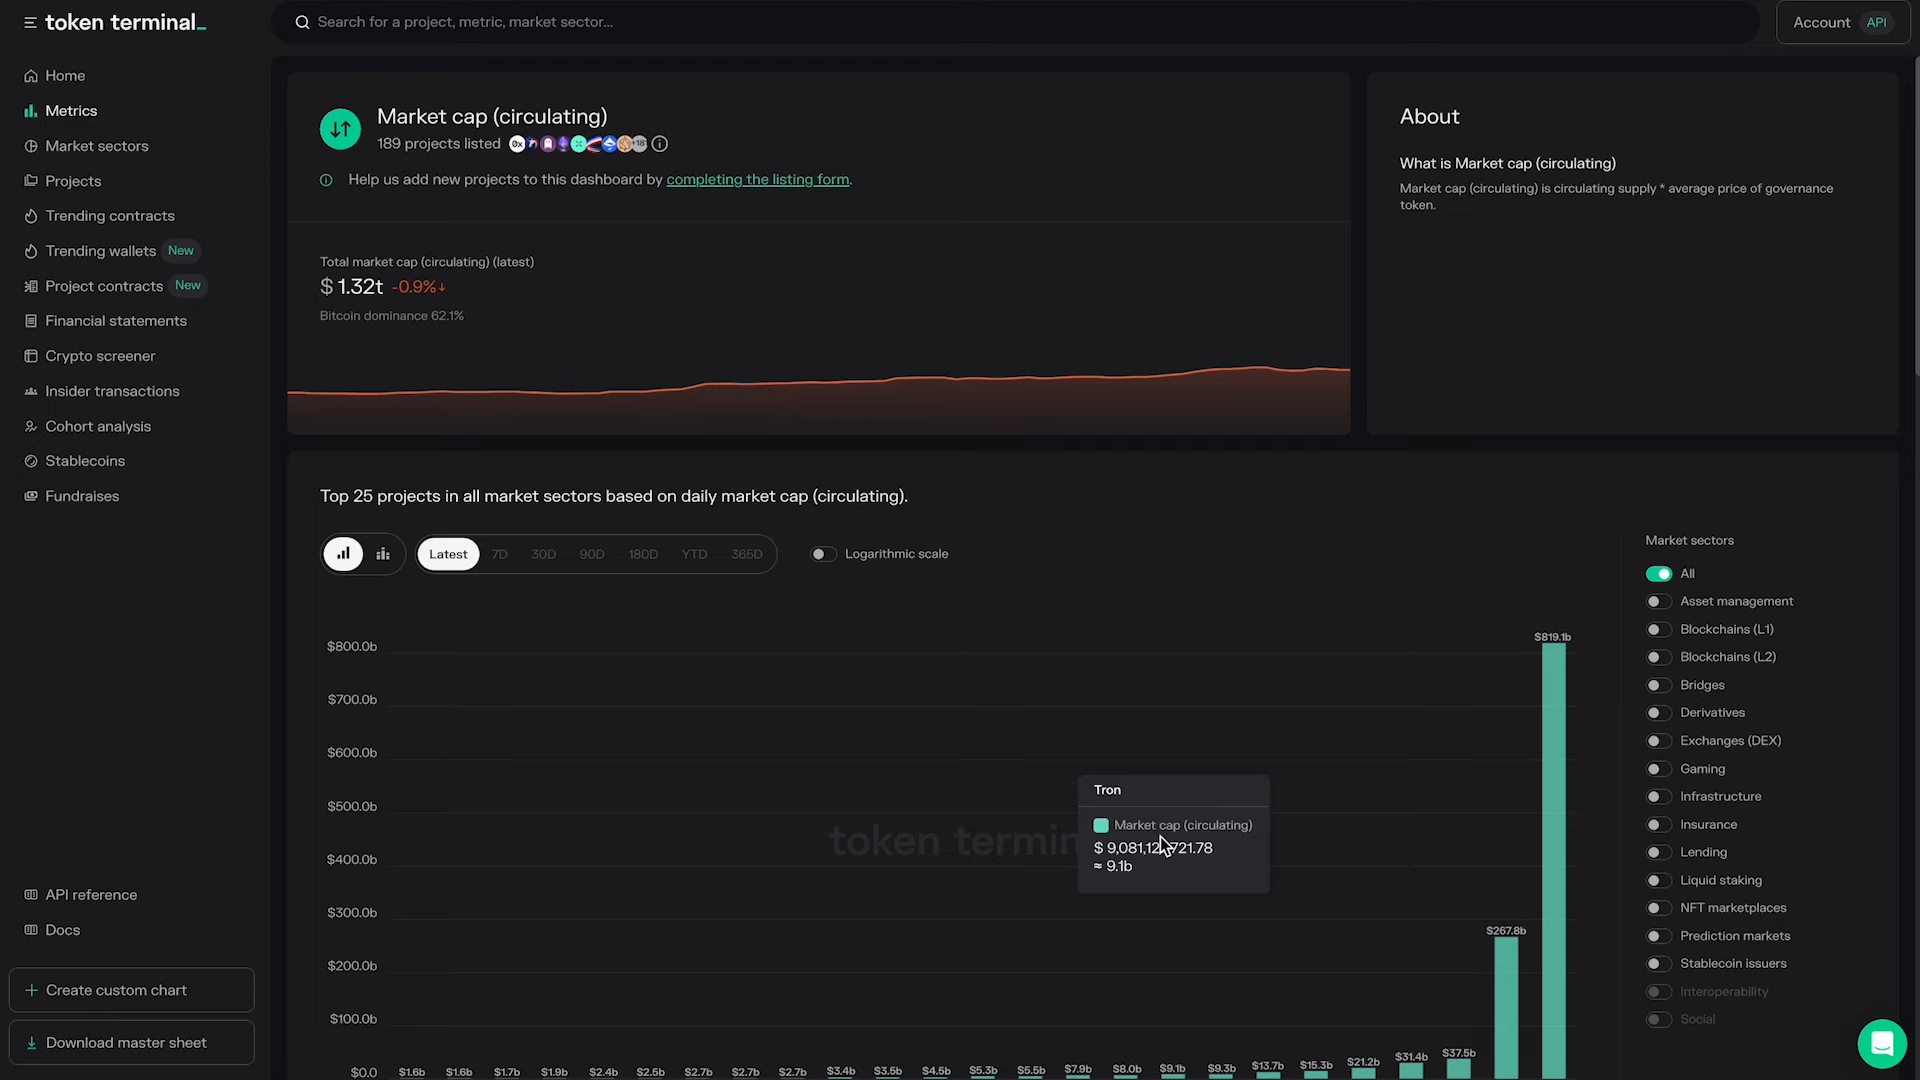 token terminal_
Search for a project, metric, market sector...
Account API
Home
Metrics
Market sectors
Projects
Trending contracts
Trending wallets New
Project contracts New
Financial statements
Crypto screener
Insider transactions
Cohort analysis
Stablecoins
Fundraises
API reference
Docs
Create custom chart
Download master sheet
Market cap (circulating)
189 projects listed
Help us add new projects to this dashboard by completing the listing form.
Total market cap (circulating) (latest)
$ 1.32t -0.9%↓
Bitcoin dominance 62.1%
About
What is Market cap (circulating)
Market cap (circulating) is circulating supply * average price of governance
token.
Top 25 projects in all market sectors based on daily market cap (circulating).
Latest 7D 30D 90D 180D YTD 365D
Logarithmic scale
$800.0b
$700.0b
$600.0b
$500.0b
$400.0b
$300.0b
$200.0b
$100.0b
$0.0
$1.6b $1.6b $1.7b $1.9b $2.4b $2.5b $2.7b $2.7b $2.7b $3.4b $3.5b $4.5b $5.3b $5.5b $7.9b $8.0b $9.1b $9.3b $13.7b $15.3b $21.2b $31.4b $37.5b $267.8b $819.1b
token termin
Tron
Market cap (circulating)
≈ 9.1b
Market sectors
All
Asset management
Blockchains (L1)
Blockchains (L2)
Bridges
Derivatives
Exchanges (DEX)
Gaming
Infrastructure
Insurance
Lending
Liquid staking
NFT marketplaces
Prediction markets
Stablecoin issuers
Interoperability
Social